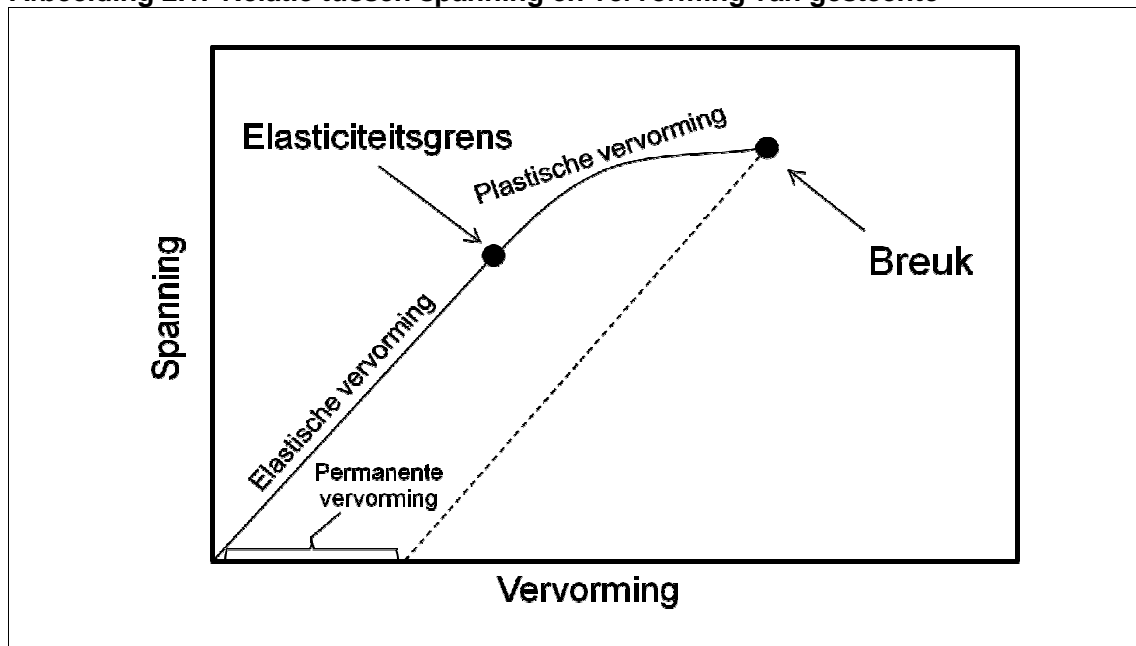 Elasticiteitsgrens
Plastische vervorming
Breuk
Spanning
Elastische vervorming
Permanente
vervorming
Vervorming